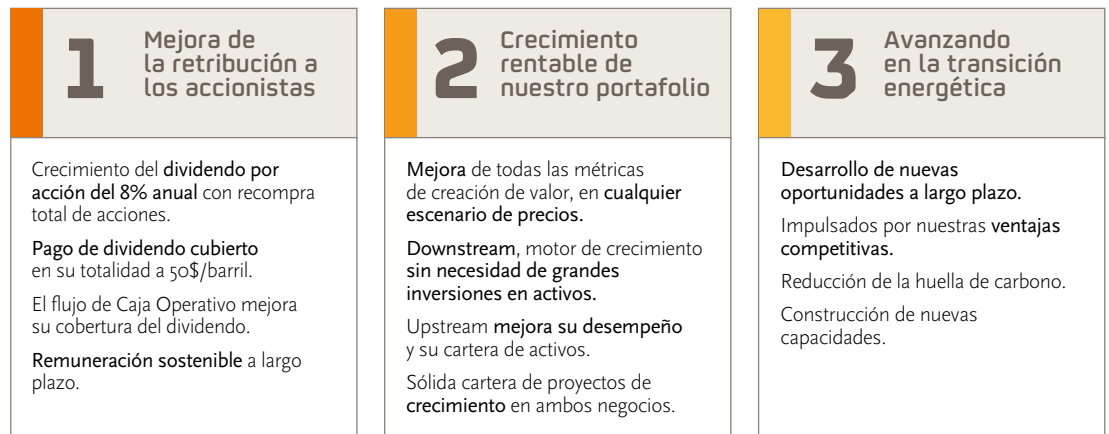 1
Mejora de
la retribución a
los accionistas
Crecimiento del dividendo por
acción del 8% anual con recompra
total de acciones.
Pago de dividendo cubierto
en su totalidad a 50$/barril.
El flujo de Caja Operativo mejora
su cobertura del dividendo.
Remuneración sostenible a largo
plazo.
2
Crecimiento
rentable de
nuestro portafolio
Mejora de todas las métricas
de creación de valor, en cualquier
escenario de precios.
Downstream, motor de crecimiento
sin necesidad de grandes
inversiones en activos.
Upstream mejora su desempeño
y su cartera de activos.
Sólida cartera de proyectos de
crecimiento en ambos negocios.
3
Avanzando
en la transición
energética
Desarrollo de nuevas
oportunidades a largo plazo.
Impulsados por nuestras ventajas
competitivas.
Reducción de la huella de carbono.
Construcción de nuevas
capacidades.